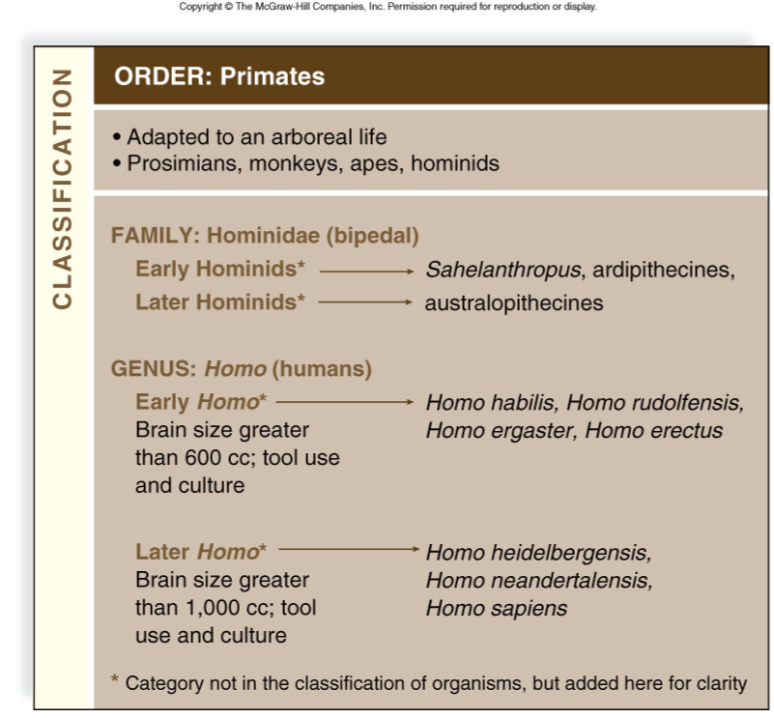 Copyright © The McGraw-Hill Companies, Inc. Permission required for reproduction or display.
CLASSIFICATION
ORDER: Primates
• Adapted to an arboreal life
• Prosimians, monkeys, apes, hominids
FAMILY: Hominidae (bipedal)
Early Hominids* Sahelanthropus, ardipithecines,
Later Hominids* australopithecines
GENUS: Homo (humans)
Early Homo* Homo habilis, Homo rudolfensis,
Brain size greater Homo ergaster, Homo erectus
than 600 cc; tool use
and culture
Later Homo* Homo heidelbergensis,
Brain size greater Homo neandertalensis,
than 1,000 cc; tool Homo sapiens
use and culture
* Category not in the classification of organisms, but added here for clarity